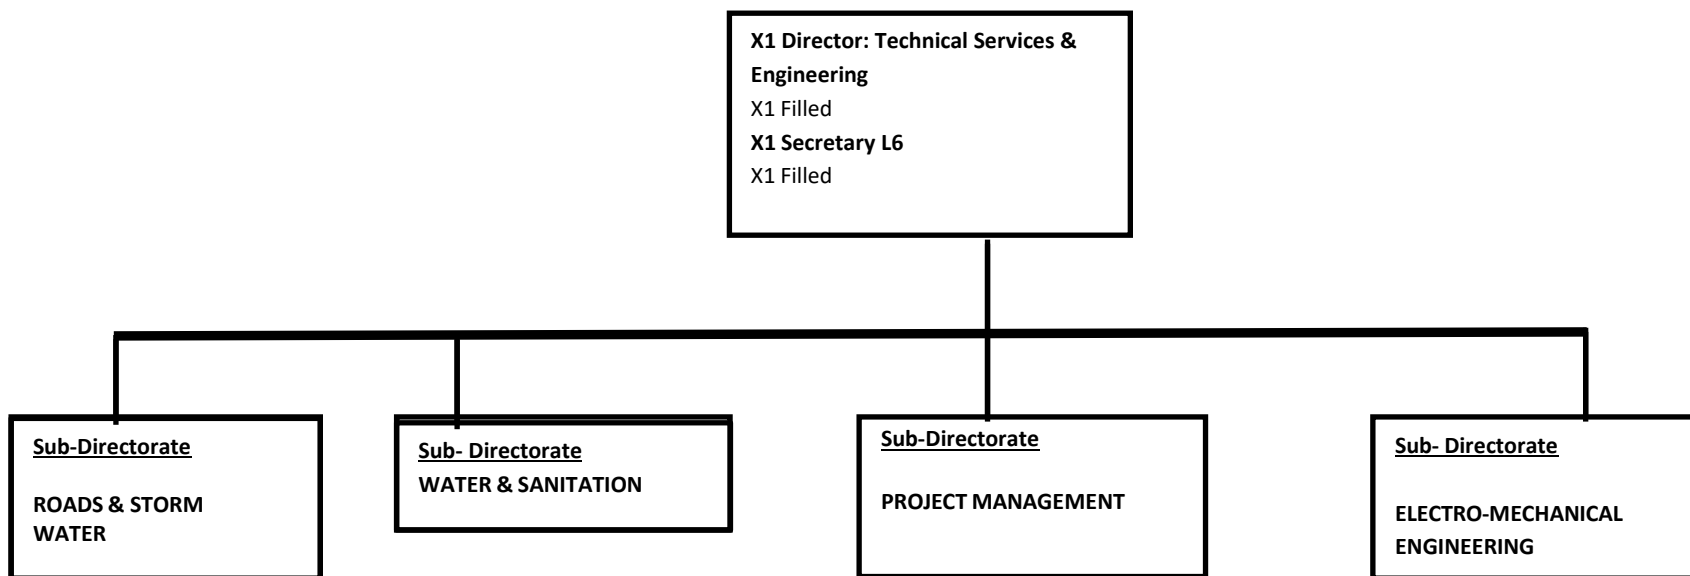 X1 Director: Technical Services &
Engineering
X1 Filled
X1 Secretary L6
X1 Filled
Sub-Directorate
ROADS & STORM
WATER
Sub- Directorate
WATER & SANITATION
Sub-Directorate
PROJECT MANAGEMENT
Sub- Directorate
ELECTRO-MECHANICAL
ENGINEERING